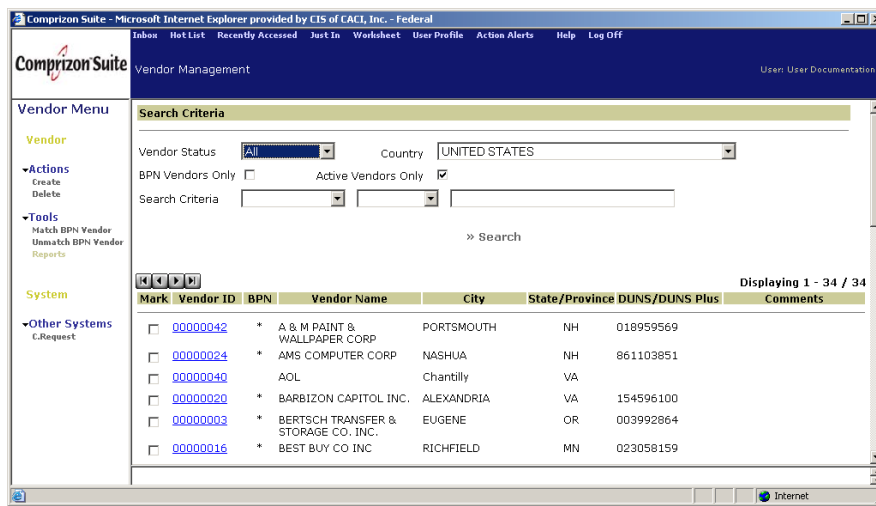 Comprizon Suite - Microsoft Internet Explorer provided by CIS of CACI, Inc. - Federal
Inbox Hot List Recently Accessed Just In Worksheet User Profile Action Alerts Help Log Off
Comprizon Suite
Vendor Management
User: User Documentation
Vendor Menu
Vendor
Actions
Create
Delete
Tools
Match BPN Vendor
Unmatch BPN Vendor
Reports
System
Other Systems
C.Request
Search Criteria
Vendor Status All Country UNITED STATES
BPN Vendors Only Active Vendors Only
Search Criteria
» Search
Displaying 1 - 34 / 34
Mark Vendor ID BPN Vendor Name City State/Province DUNS/DUNS Plus Comments
00000042 * A & M PAINT & PORTSMOUTH NH 018959569
WALLPAPER CORP
00000024 * AMS COMPUTER CORP NASHUA NH 861103851
00000040 AOL Chantilly VA
00000020 * BARBIZON CAPITOL INC. ALEXANDRIA VA 154596100
00000003 * BERTSCH TRANSFER & EUGENE OR 003992864
STORAGE CO. INC.
00000016 * BEST BUY CO INC RICHFIELD MN 023058159
Internet